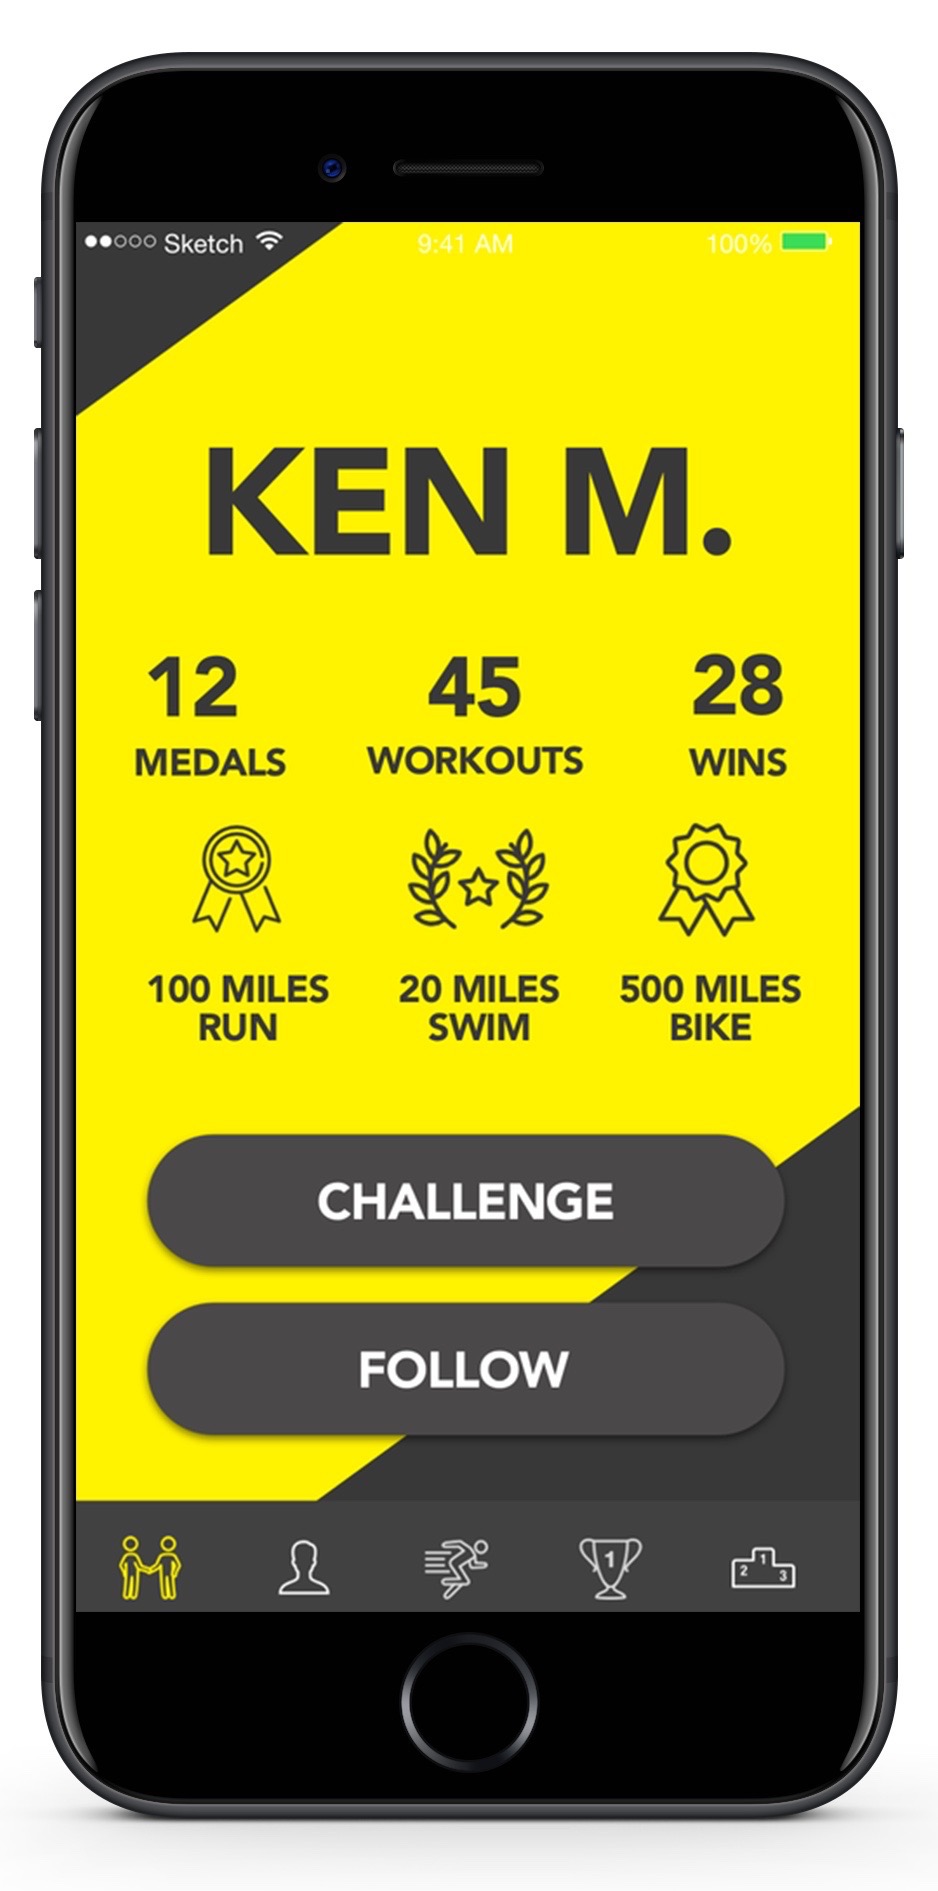 Sketch 9:41 AM 100%
KEN M.
12 45 28
MEDALS WORKOUTS WINS
100 MILES 20 MILES 500 MILES
RUN SWIM BIKE
CHALLENGE
FOLLOW
1 2 1 3